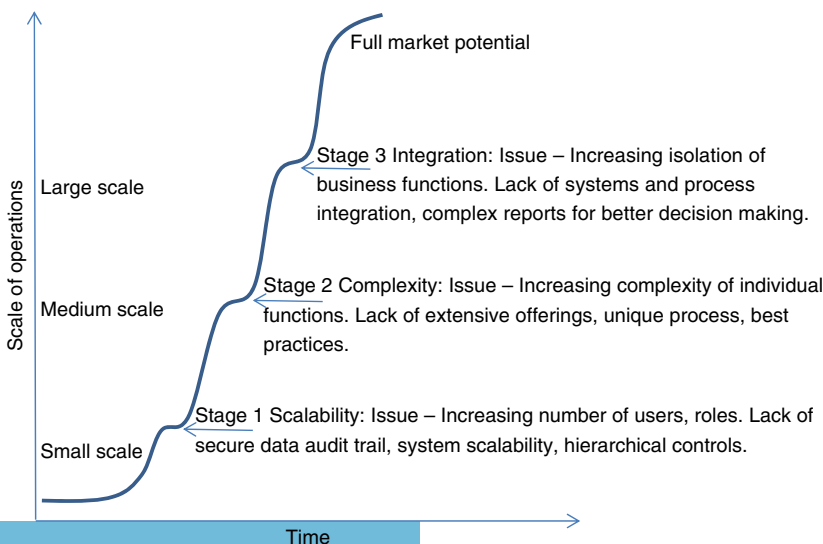 Full market potential
Stage 3 Integration: Issue – Increasing isolation of
business functions. Lack of systems and process
integration, complex reports for better decision making.
Large scale
Stage 2 Complexity: Issue – Increasing complexity of individual
functions. Lack of extensive offerings, unique process, best
practices.
Medium scale
Stage 1 Scalability: Issue – Increasing number of users, roles. Lack of
secure data audit trail, system scalability, hierarchical controls.
Small scale
Scale of operations
Time